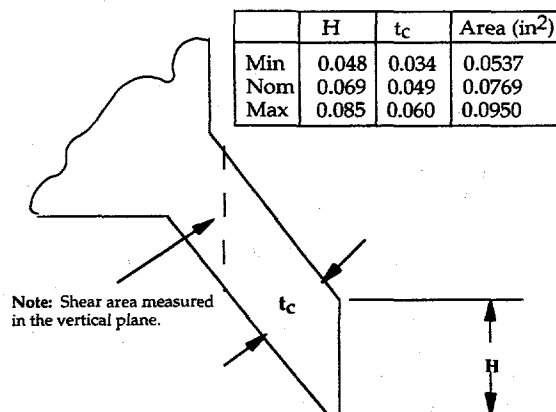 H tc Area (in2)
Min 0.048 0.034 0.0537
Nom 0.069 0.049 0.0769
Max 0.085 0.060 0.0950
Note: Shear area measured
in the vertical plane.
tc
H